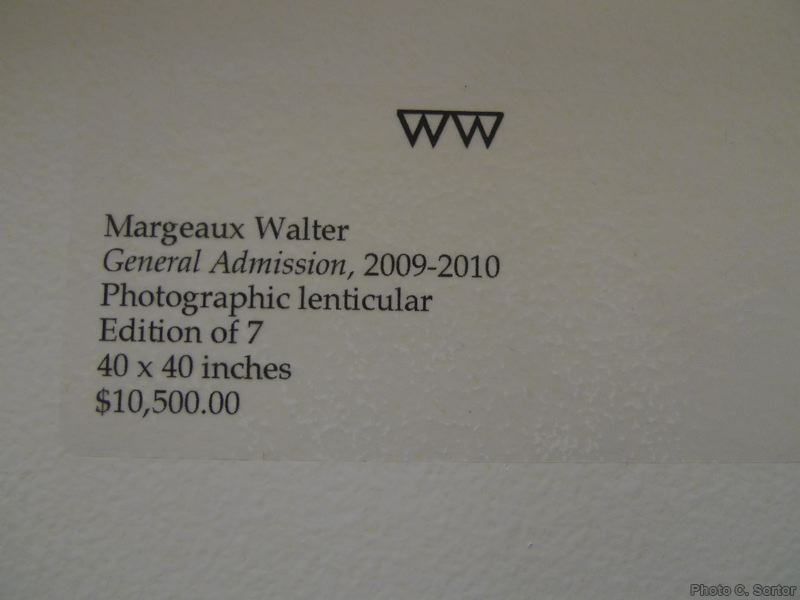 WW
Margeaux Walter
General Admission, 2009-2010
Photographic lenticular
Edition of 7
40 x 40 inches
$10,500.00
Photo C. Sortor